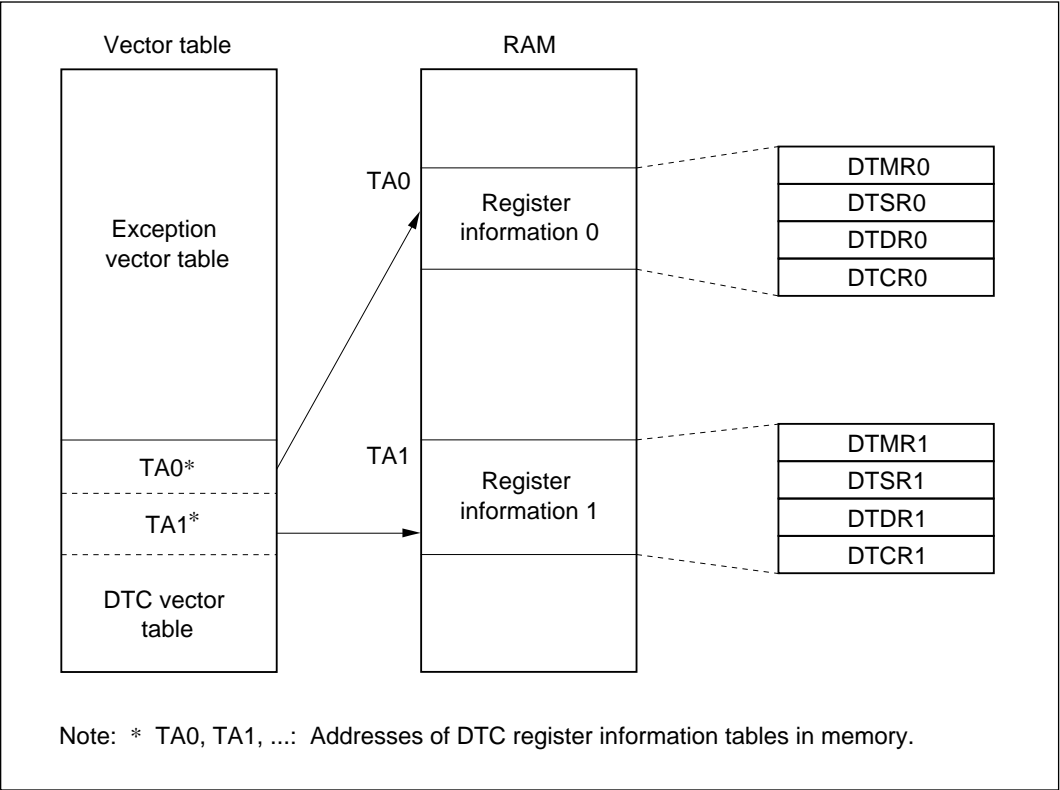 Vector table
Exception
vector table
TA0*
TA1*
DTC vector
table
RAM
TA0
Register
information 0
TA1
Register
information 1
DTMR0
DTSR0
DTDR0
DTCR0
DTMR1
DTSR1
DTDR1
DTCR1
Note: * TA0, TA1, ...: Addresses of DTC register information tables in memory.